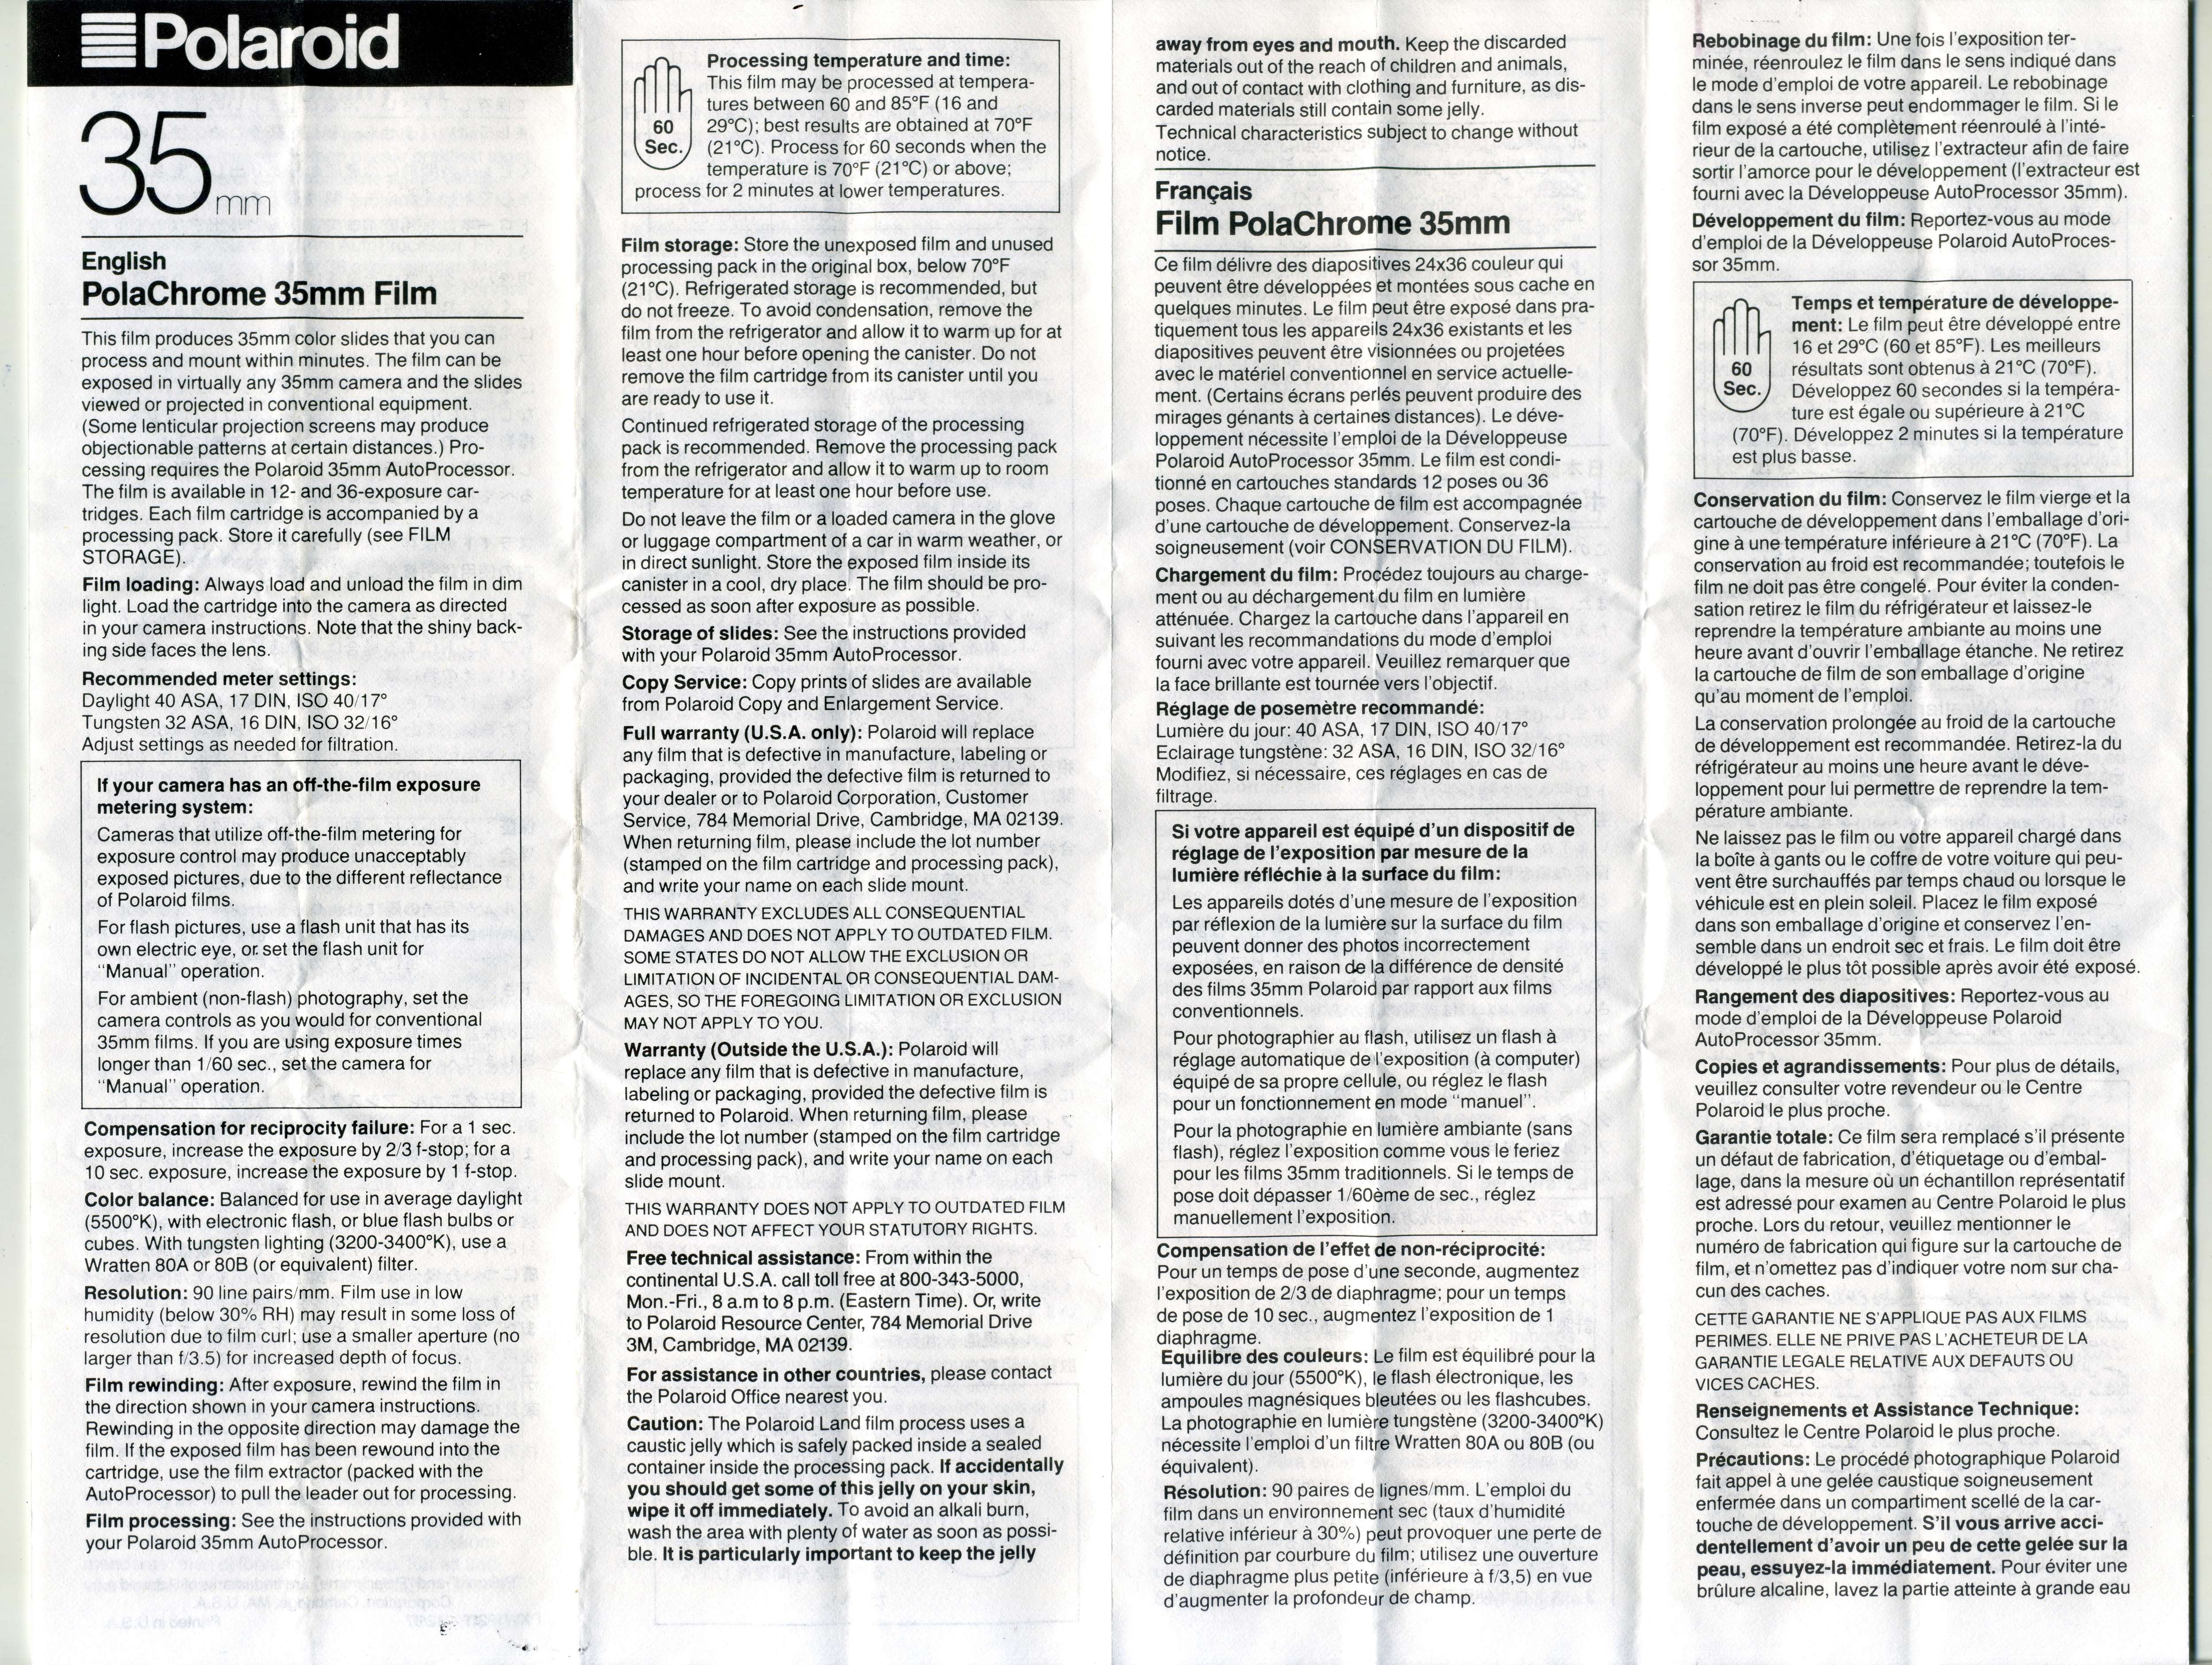 Polaroid
35mm
English
PolaChrome 35mm Film
This film produces 35mm color slides that you can
process and mount within minutes. The film can be
exposed in virtually any 35mm camera and the slides
viewed or projected in conventional equipment.
(Some lenticular projection screens may produce
objectionable patterns at certain distances.) Pro-
cessing requires the Polaroid 35mm AutoProcessor.
The film is available in 12- and 36-exposure car-
tridges. Each film cartridge is accompanied by a
processing pack. Store it carefully (see FILM
STORAGE).
Film loading: Always load and unload the film in dim
light. Load the cartridge into the camera as directed
in your camera instructions. Note that the shiny back-
ing side faces the lens.
Recommended meter settings:
Daylight 40 ASA, 17 DIN, ISO 40/17°
Tungsten 32 ASA, 16 DIN, ISO 32/16°
Adjust settings as needed for filtration.
If your camera has an off-the-film exposure
metering system:
Cameras that utilize off-the-film metering for
exposure control may produce unacceptably
exposed pictures, due to the different reflectance
of Polaroid films.
For flash pictures, use a flash unit that has its
own electric eye, or set the flash unit for
"Manual" operation.
For ambient (non-flash) photography, set the
camera controls as you would for conventional
35mm films. If you are using exposure times
longer than 1/60 sec., set the camera for
"Manual" operation.
Compensation for reciprocity failure: For a 1 sec.
exposure, increase the exposure by 2/3 f-stop; for a
10 sec. exposure, increase the exposure by 1 f-stop.
Color balance: Balanced for use in average daylight
(5500°K), with electronic flash, or blue flash bulbs or
cubes. With tungsten lighting (3200-3400°K), use a
Wratten 80A or 80B (or equivalent) filter.
Resolution: 90 line pairs/mm. Film use in low
humidity (below 30% RH) may result in some loss of
resolution due to film curl; use a smaller aperture (no
larger than f/3.5) for increased depth of focus.
Film rewinding: After exposure, rewind the film in
the direction shown in your camera instructions.
Rewinding in the opposite direction may damage the
film. If the exposed film has been rewound into the
cartridge, use the film extractor (packed with the
AutoProcessor) to pull the leader out for processing.
Film processing: See the instructions provided with
your Polaroid 35mm AutoProcessor.
60
Sec.
Processing temperature and time:
This film may be processed at tempera-
tures between 60 and 85°F (16 and
29°C); best results are obtained at 70°F
(21°C). Process for 60 seconds when the
temperature is 70°F (21°C) or above;
process for 2 minutes at lower temperatures.
Film storage: Store the unexposed film and unused
processing pack in the original box, below 70°F
(21°C). Refrigerated storage is recommended, but
do not freeze. To avoid condensation, remove the
film from the refrigerator and allow it to warm up for at
least one hour before opening the canister. Do not
remove the film cartridge from its canister until you
are ready to use it.
Continued refrigerated storage of the processing
pack is recommended. Remove the processing pack
from the refrigerator and allow it to warm up to room
temperature for at least one hour before use.
Do not leave the film or a loaded camera in the glove
or luggage compartment of a car in warm weather, or
in direct sunlight. Store the exposed film inside its
canister in a cool, dry place. The film should be pro-
cessed as soon after exposure as possible.
Storage of slides: See the instructions provided
with your Polaroid 35mm AutoProcessor.
Copy Service: Copy prints of slides are available
from Polaroid Copy and Enlargement Service.
Full warranty (U.S.A. only): Polaroid will replace
any film that is defective in manufacture, labeling or
packaging, provided the defective film is returned to
your dealer or to Polaroid Corporation, Customer
Service, 784 Memorial Drive, Cambridge, MA 02139.
When returning film, please include the lot number
(stamped on the film cartridge and processing pack),
and write your name on each slide mount.
THIS WARRANTY EXCLUDES ALL CONSEQUENTIAL
DAMAGES AND DOES NOT APPLY TO OUTDATED FILM.
SOME STATES DO NOT ALLOW THE EXCLUSION OR
LIMITATION OF INCIDENTAL OR CONSEQUENTIAL DAM-
AGES, SO THE FOREGOING LIMITATION OR EXCLUSION
MAY NOT APPLY TO YOU.
Warranty (Outside the U.S.A.): Polaroid will
replace any film that is defective in manufacture,
labeling or packaging, provided the defective film is
returned to Polaroid. When returning film, please
include the lot number (stamped on the film cartridge
and processing pack), and write your name on each
slide mount.
THIS WARRANTY DOES NOT APPLY TO OUTDATED FILM
AND DOES NOT AFFECT YOUR STATUTORY RIGHTS.
Free technical assistance: From within the
continental U.S.A. call toll free at 800-343-5000,
Mon.-Fri., 8 a.m to 8 p.m. (Eastern Time). Or, write
to Polaroid Resource Center, 784 Memorial Drive
3M, Cambridge, MA 02139.
For assistance in other countries, please contact
the Polaroid Office nearest you.
Caution: The Polaroid Land film process uses a
caustic jelly which is safely packed inside a sealed
container inside the processing pack. If accidentally
you should get some of this jelly on your skin,
wipe it off immediately. To avoid an alkali burn,
wash the area with plenty of water as soon as possi-
ble. It is particularly important to keep the jelly
away from eyes and mouth. Keep the discarded
materials out of the reach of children and animals,
and out of contact with clothing and furniture, as dis-
carded materials still contain some jelly.
Technical characteristics subject to change without
notice.
Français
Film PolaChrome 35mm
Ce film délivre des diapositives 24x36 couleur qui
peuvent être développées et montées sous cache en
quelques minutes. Le film peut être exposé dans pra-
tiquement tous les appareils 24x36 existants et les
diapositives peuvent être visionnées ou projetées
avec le matériel conventionnel en service actuelle-
ment. (Certains écrans perlés peuvent produire des
mirages génants à certaines distances). Le déve-
loppement nécessite l'emploi de la Développeuse
Polaroid AutoProcessor 35mm. Le film est condi-
tionné en cartouches standards 12 poses ou 36
poses. Chaque cartouche de film est accompagnée
d'une cartouche de développement. Conservez-la
soigneusement (voir CONSERVATION DU FILM).
Chargement du film: Procédez toujours au charge-
ment ou au déchargement du film en lumière
atténuée. Chargez la cartouche dans l'appareil en
suivant les recommandations du mode d'emploi
fourni avec votre appareil. Veuillez remarquer que
la face brillante est tournée vers l'objectif.
Réglage de posemètre recommandé:
Lumière du jour: 40 ASA, 17 DIN, ISO 40/17°
Eclairage tungstène: 32 ASA, 16 DIN, ISO 32/16°
Modifiez, si nécessaire, ces réglages en cas de
filtrage.
Si votre appareil est équipé d'un dispositif de
réglage de l'exposition par mesure de la
lumière réfléchie à la surface du film:
Les appareils dotés d'une mesure de l'exposition
par réflexion de la lumière sur la surface du film
peuvent donner des photos incorrectement
exposées, en raison de la différence de densité
des films 35mm Polaroid par rapport aux films
conventionnels.
Pour photographier au flash, utilisez un flash à
réglage automatique de l'exposition (à computer)
équipé de sa propre cellule, ou réglez le flash
pour un fonctionnement en mode "manuel".
Pour la photographie en lumière ambiante (sans
flash), réglez l'exposition comme vous le feriez
pour les films 35mm traditionnels. Si le temps de
pose doit dépasser 1/60ème de sec., réglez
manuellement l'exposition.
Compensation de l'effet de non-réciprocité:
Pour un temps de pose d'une seconde, augmentez
l'exposition de 2/3 de diaphragme; pour un temps
de pose de 10 sec., augmentez l'exposition de 1
diaphragme.
Equilibre des couleurs: Le film est équilibré pour la
lumière du jour (5500°K), le flash électronique, les
ampoules magnésiques bleutées ou les flashcubes.
La photographie en lumière tungstène (3200-3400°K)
nécessite l'emploi d'un filtre Wratten 80A ou 80B (ou
équivalent).
Résolution: 90 paires de lignes/mm. L'emploi du
film dans un environnement sec (taux d'humidité
relative inférieur à 30%) peut provoquer une perte de
définition par courbure du film; utilisez une ouverture
de diaphragme plus petite (inférieure à f/3,5) en vue
d'augmenter la profondeur de champ.
Rebobinage du film: Une fois l'exposition ter-
minée, réenroulez le film dans le sens indiqué dans
le mode d'emploi de votre appareil. Le rebobinage
dans le sens inverse peut endommager le film. Si le
film exposé a été complètement réenroulé à l'inté-
rieur de la cartouche, utilisez l'extracteur afin de faire
sortir l'amorce pour le développement (l'extracteur est
fourni avec la Développeuse AutoProcessor 35mm).
Développement du film: Reportez-vous au mode
d'emploi de la Développeuse Polaroid AutoProces-
sor 35mm.
60
Sec.
Temps et température de développe-
ment: Le film peut être développé entre
16 et 29°C (60 et 85°F). Les meilleurs
résultats sont obtenus à 21°C (70°F).
Développez 60 secondes si la tempéra-
ture est égale ou supérieure à 21°C
(70°F). Développez 2 minutes si la température
est plus basse.
Conservation du film: Conservez le film vierge et la
cartouche de développement dans l'emballage d'ori-
gine à une température inférieure à 21°C (70°F). La
conservation au froid est recommandée; toutefois le
film ne doit pas être congelé. Pour éviter la conden-
sation retirez le film du réfrigérateur et laissez-le
reprendre la température ambiante au moins une
heure avant d'ouvrir l'emballage étanche. Ne retirez
la cartouche de film de son emballage d'origine
qu'au moment de l'emploi.
La conservation prolongée au froid de la cartouche
de développement est recommandée. Retirez-la du
réfrigérateur au moins une heure avant le déve-
loppement pour lui permettre de reprendre la tem-
pérature ambiante.
Ne laissez pas le film ou votre appareil chargé dans
la boîte à gants ou le coffre de votre voiture qui peu-
vent être surchauffés par temps chaud ou lorsque le
véhicule est en plein soleil. Placez le film exposé
dans son emballage d'origine et conservez l'en-
semble dans un endroit sec et frais. Le film doit être
développé le plus tôt possible après avoir été exposé.
Rangement des diapositives: Reportez-vous au
mode d'emploi de la Développeuse Polaroid
AutoProcessor 35mm.
Copies et agrandissements: Pour plus de détails,
veuillez consulter votre revendeur ou le Centre
Polaroid le plus proche.
Garantie totale: Ce film sera remplacé s'il présente
un défaut de fabrication, d'étiquetage ou d'embal-
lage, dans la mesure où un échantillon représentatif
est adressé pour examen au Centre Polaroid le plus
proche. Lors du retour, veuillez mentionner le
numéro de fabrication qui figure sur la cartouche de
film, et n'omettez pas d'indiquer votre nom sur cha-
cun des caches.
CETTE GARANTIE NE S'APPLIQUE PAS AUX FILMS
PERIMES. ELLE NE PRIVE PAS L'ACHETEUR DE LA
GARANTIE LEGALE RELATIVE AUX DEFAUTS OU
VICES CACHES.
Renseignements et Assistance Technique:
Consultez le Centre Polaroid le plus proche.
Précautions: Le procédé photographique Polaroid
fait appel à une gelée caustique soigneusement
enfermée dans un compartiment scellé de la car-
touche de développement. S'il vous arrive acci-
dentellement d'avoir un peu de cette gelée sur la
peau, essuyez-la immédiatement. Pour éviter une
brûlure alcaline, lavez la partie atteinte à grande eau